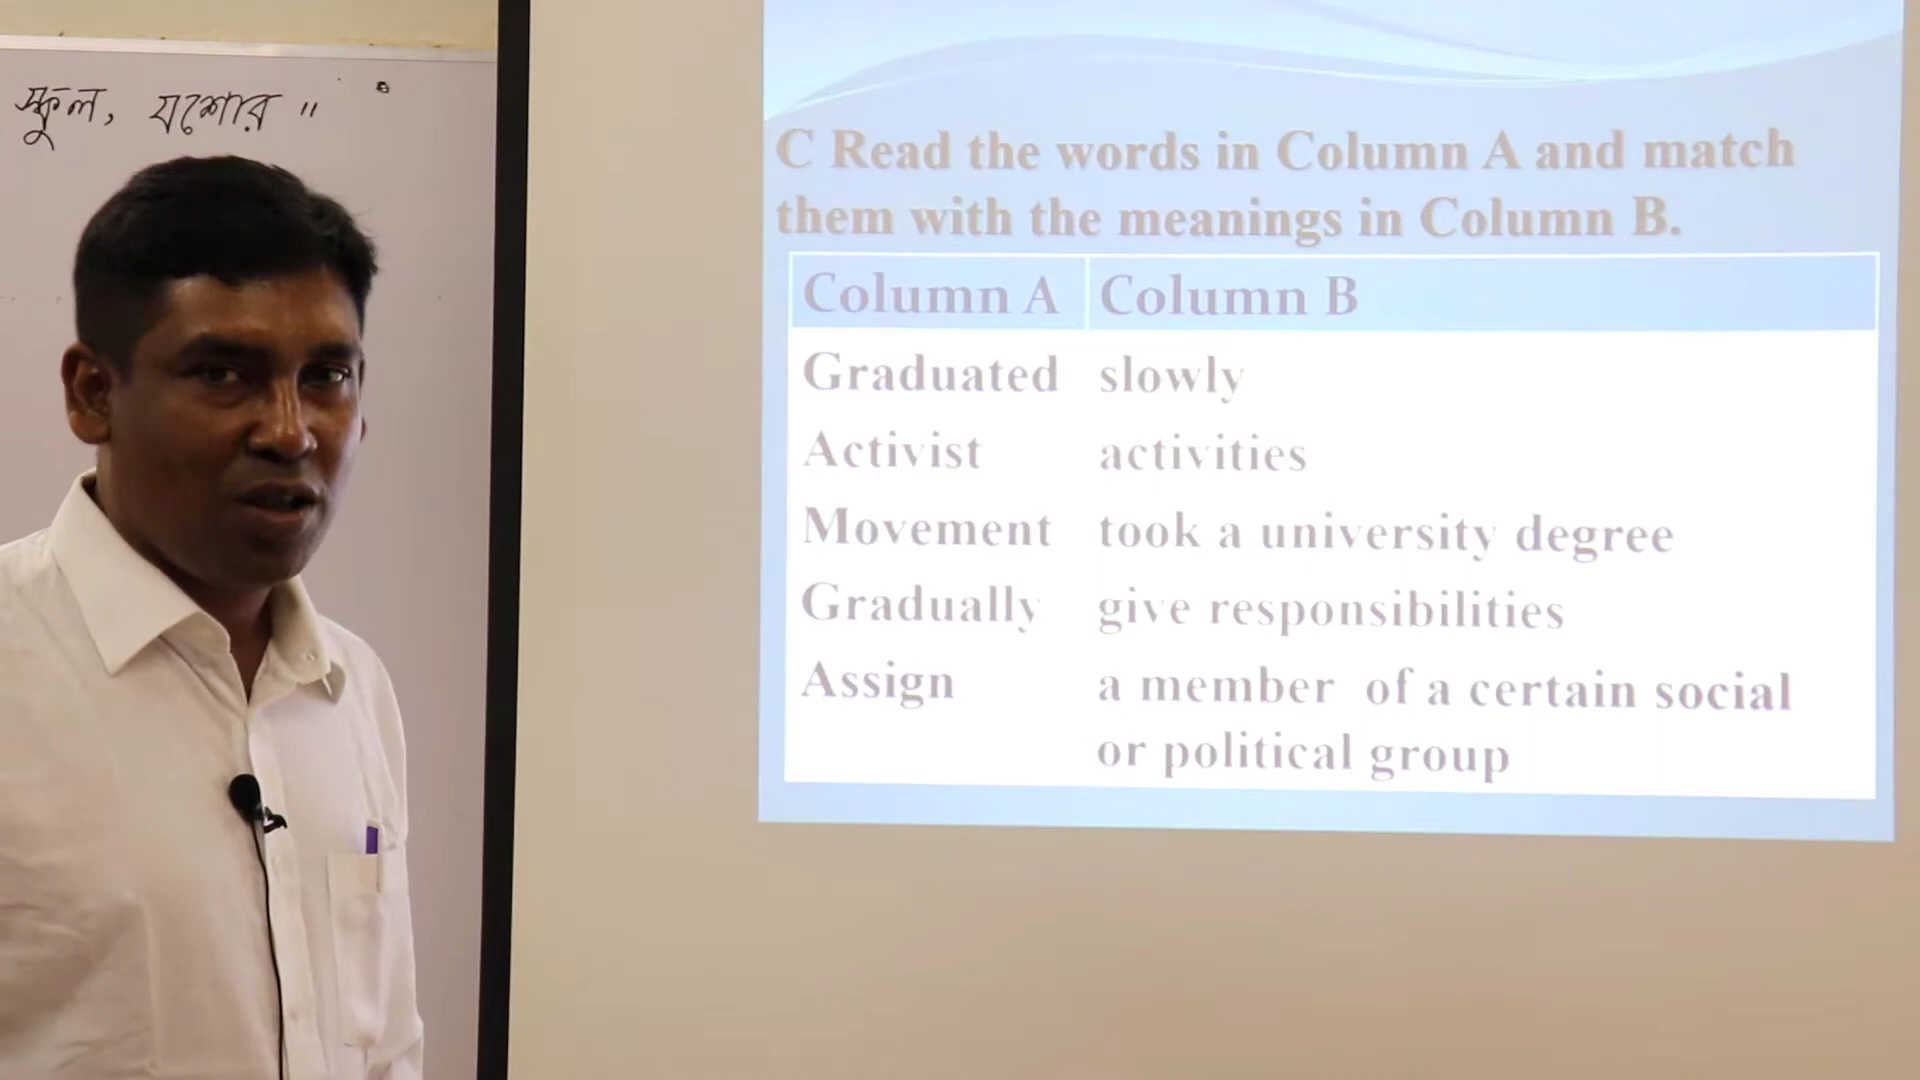 স্কুল, যশোর "
C Read the words in Column A and match
them with the meanings in Column B.
Column A Column B
Graduated slowly
Activist activities
Movement took a university degree
Gradually give responsibilities
Assign a member of a certain social
or political group